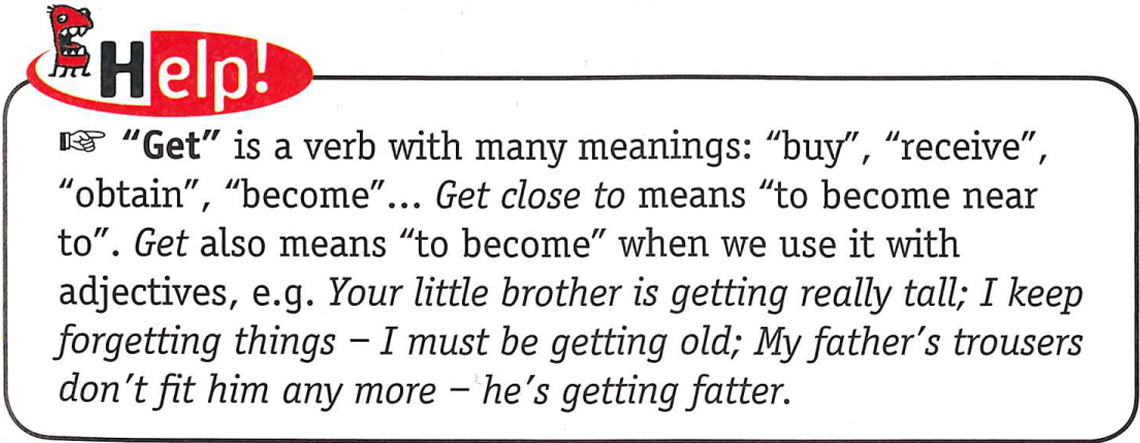 Help!
☞ “Get” is a verb with many meanings: “buy”, “receive”,
“obtain”, “become”... Get close to means “to become near
to”. Get also means “to become” when we use it with
adjectives, e.g. Your little brother is getting really tall; I keep
forgetting things – I must be getting old; My father’s trousers
don’t fit him any more – he’s getting fatter.